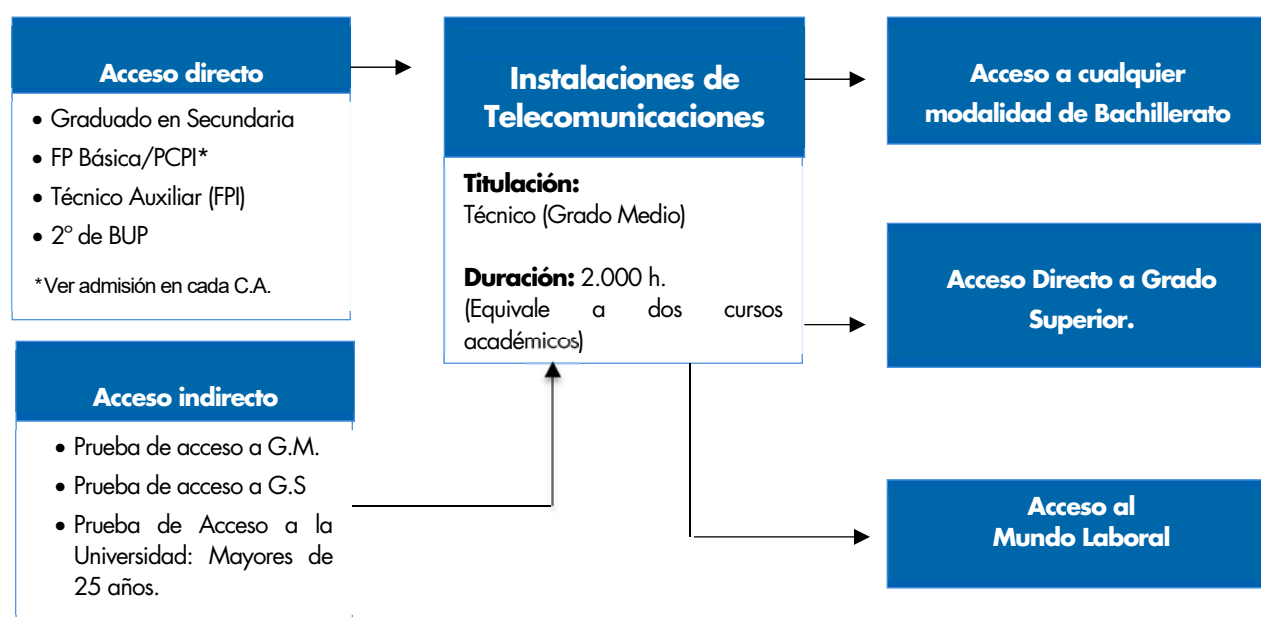 Acceso directo
• Graduado en Secundaria
• FP Básica/PCPI*
• Técnico Auxiliar (FPI)
• 2º de BUP
*Ver admisión en cada C.A.
Acceso indirecto
• Prueba de acceso a G.M.
• Prueba de acceso a G.S
• Prueba de Acceso a la
Universidad: Mayores de
25 años.
Instalaciones de
Telecomunicaciones
Titulación:
Técnico (Grado Medio)
Duración: 2.000 h.
(Equivale a dos cursos
académicos)
Acceso a cualquier
modalidad de Bachillerato
Acceso Directo a Grado
Superior.
Acceso al
Mundo Laboral